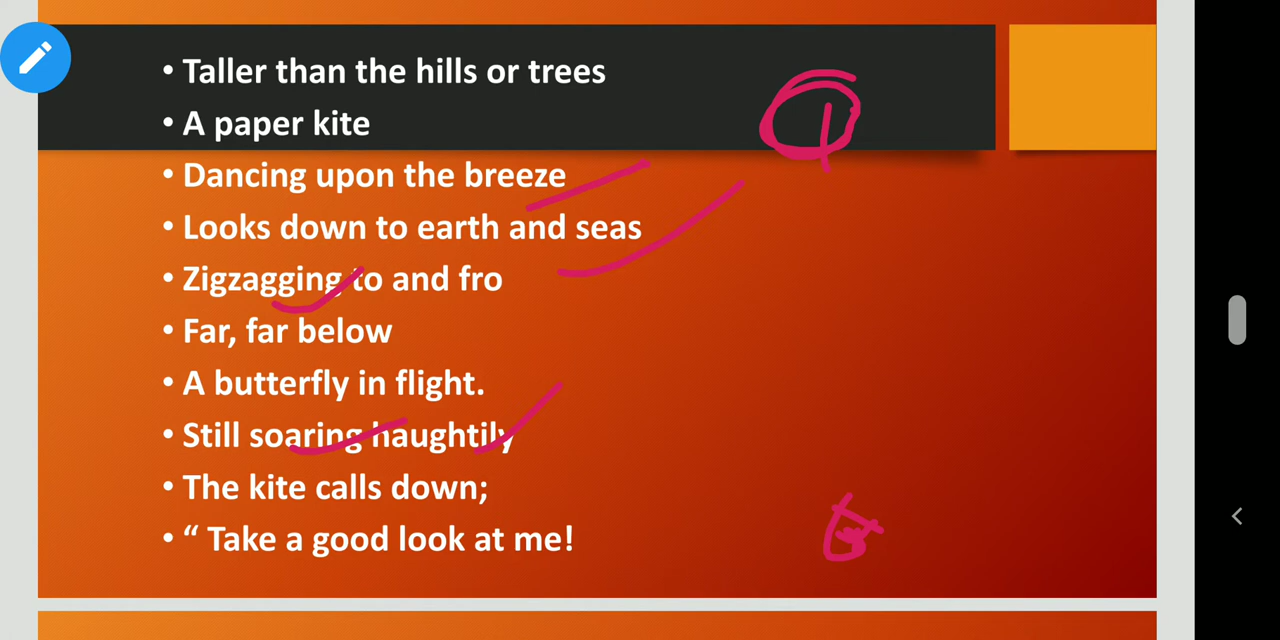 • Taller than the hills or trees
• A paper kite
• Dancing upon the breeze
• Looks down to earth and seas
• Zigzagging to and fro
• Far, far below
• A butterfly in flight.
• Still soaring haughtily
• The kite calls down;
• “ Take a good look at me!